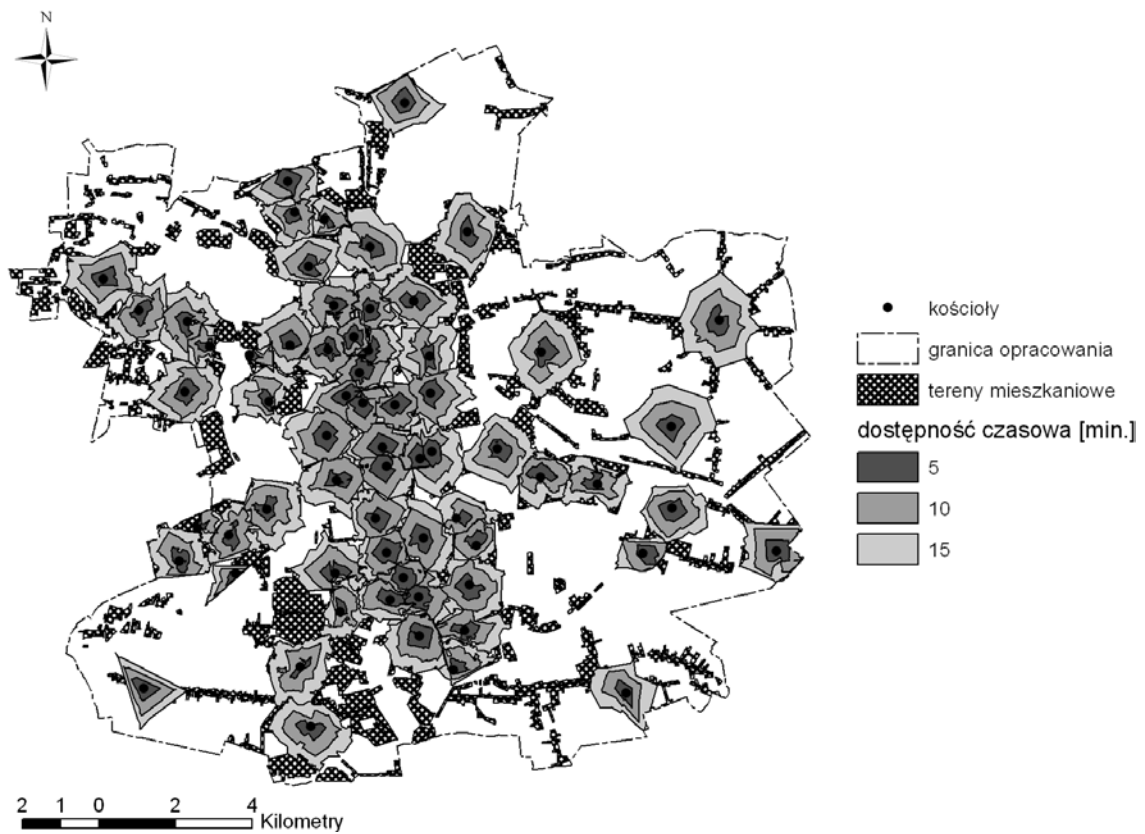 N
kościoły
granica opracowania
tereny mieszkaniowe
dostępność czasowa [min.]
5
10
15
2 1 0 2 4
Kilometry